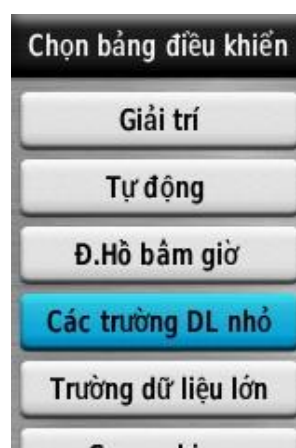 Chọn bảng điều khiển
Giải trí
Tự động
Đ.Hồ bấm giờ
Các trường DL nhỏ
Trường dữ liệu lớn